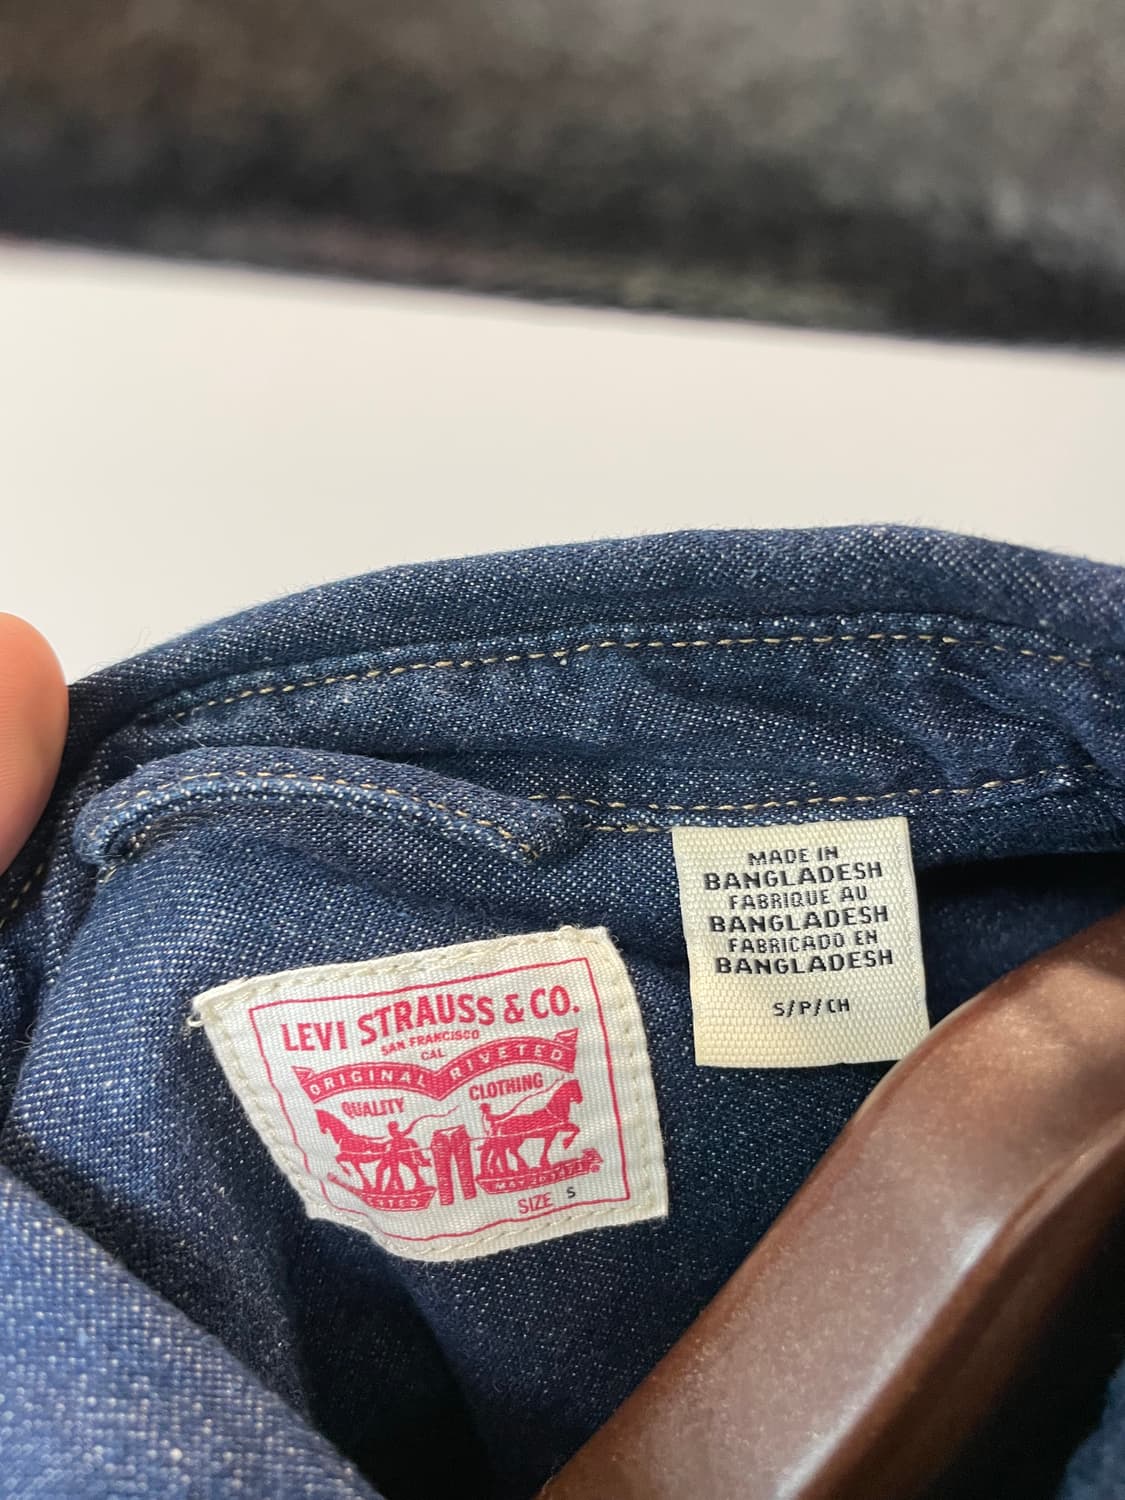 LEVI STRAUSS & CO.
SAN FRANCISCO
CAL
ORIGINAL RIVETED
QUALITY CLOTHING
SIZE S
MADE IN
BANGLADESH
FABRIQUE AU
BANGLADESH
FABRICADO EN
BANGLADESH
S/P/CH